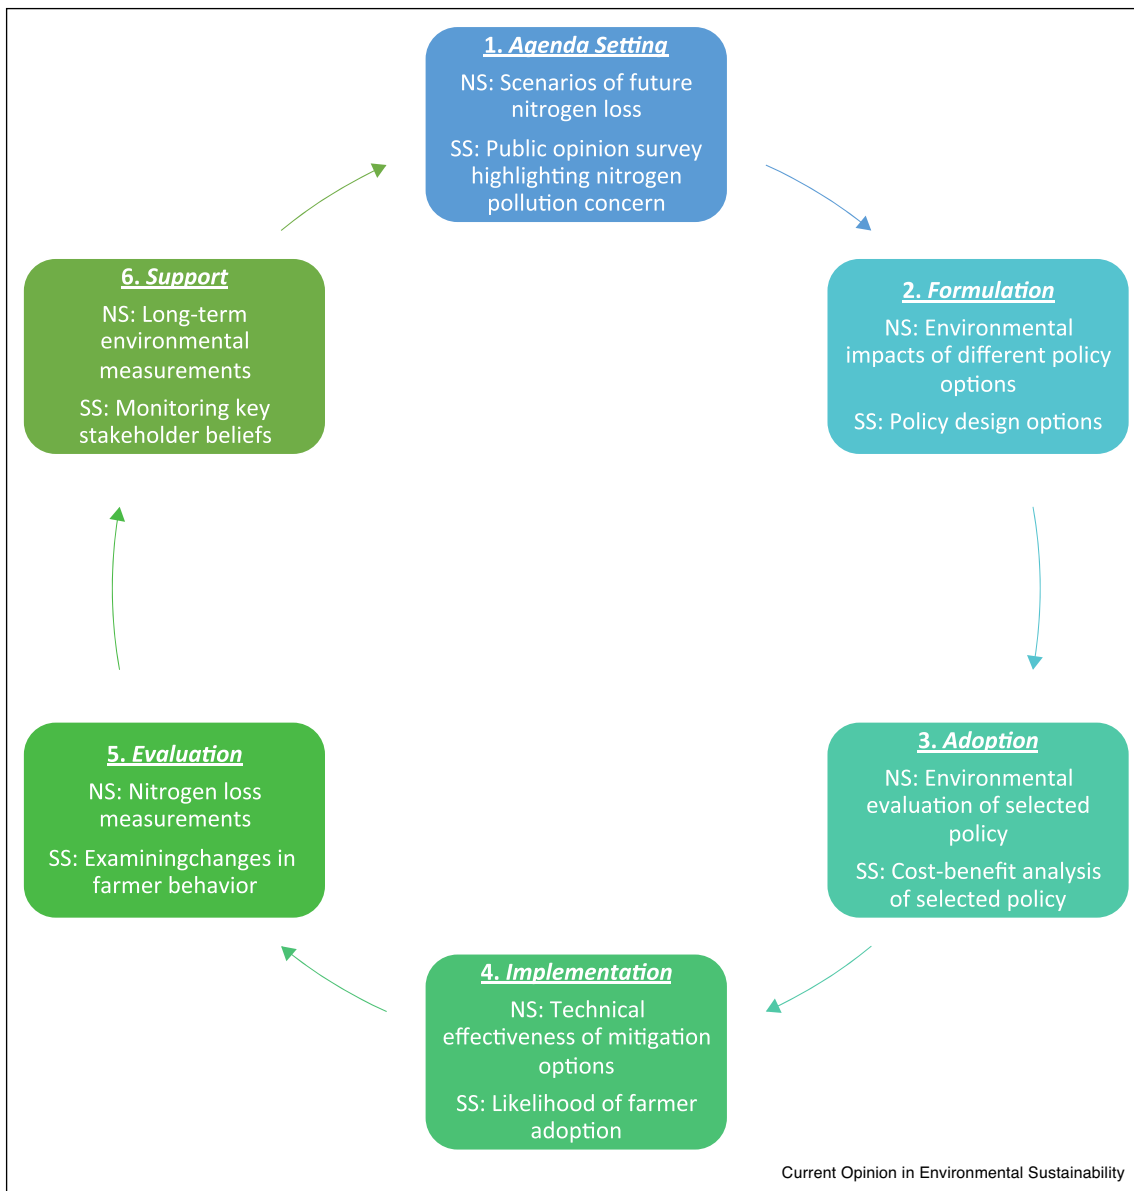 1. Agenda Setting
NS: Scenarios of future
nitrogen loss
SS: Public opinion survey
highlighting nitrogen
pollution concern
2. Formulation
NS: Environmental
impacts of different policy
options
SS: Policy design options
3. Adoption
NS: Environmental
evaluation of selected
policy
SS: Cost-benefit analysis
of selected policy
4. Implementation
NS: Technical
effectiveness of mitigation
options
SS: Likelihood of farmer
adoption
5. Evaluation
NS: Nitrogen loss
measurements
SS: Examiningchanges in
farmer behavior
6. Support
NS: Long-term
environmental
measurements
SS: Monitoring key
stakeholder beliefs
Current Opinion in Environmental Sustainability